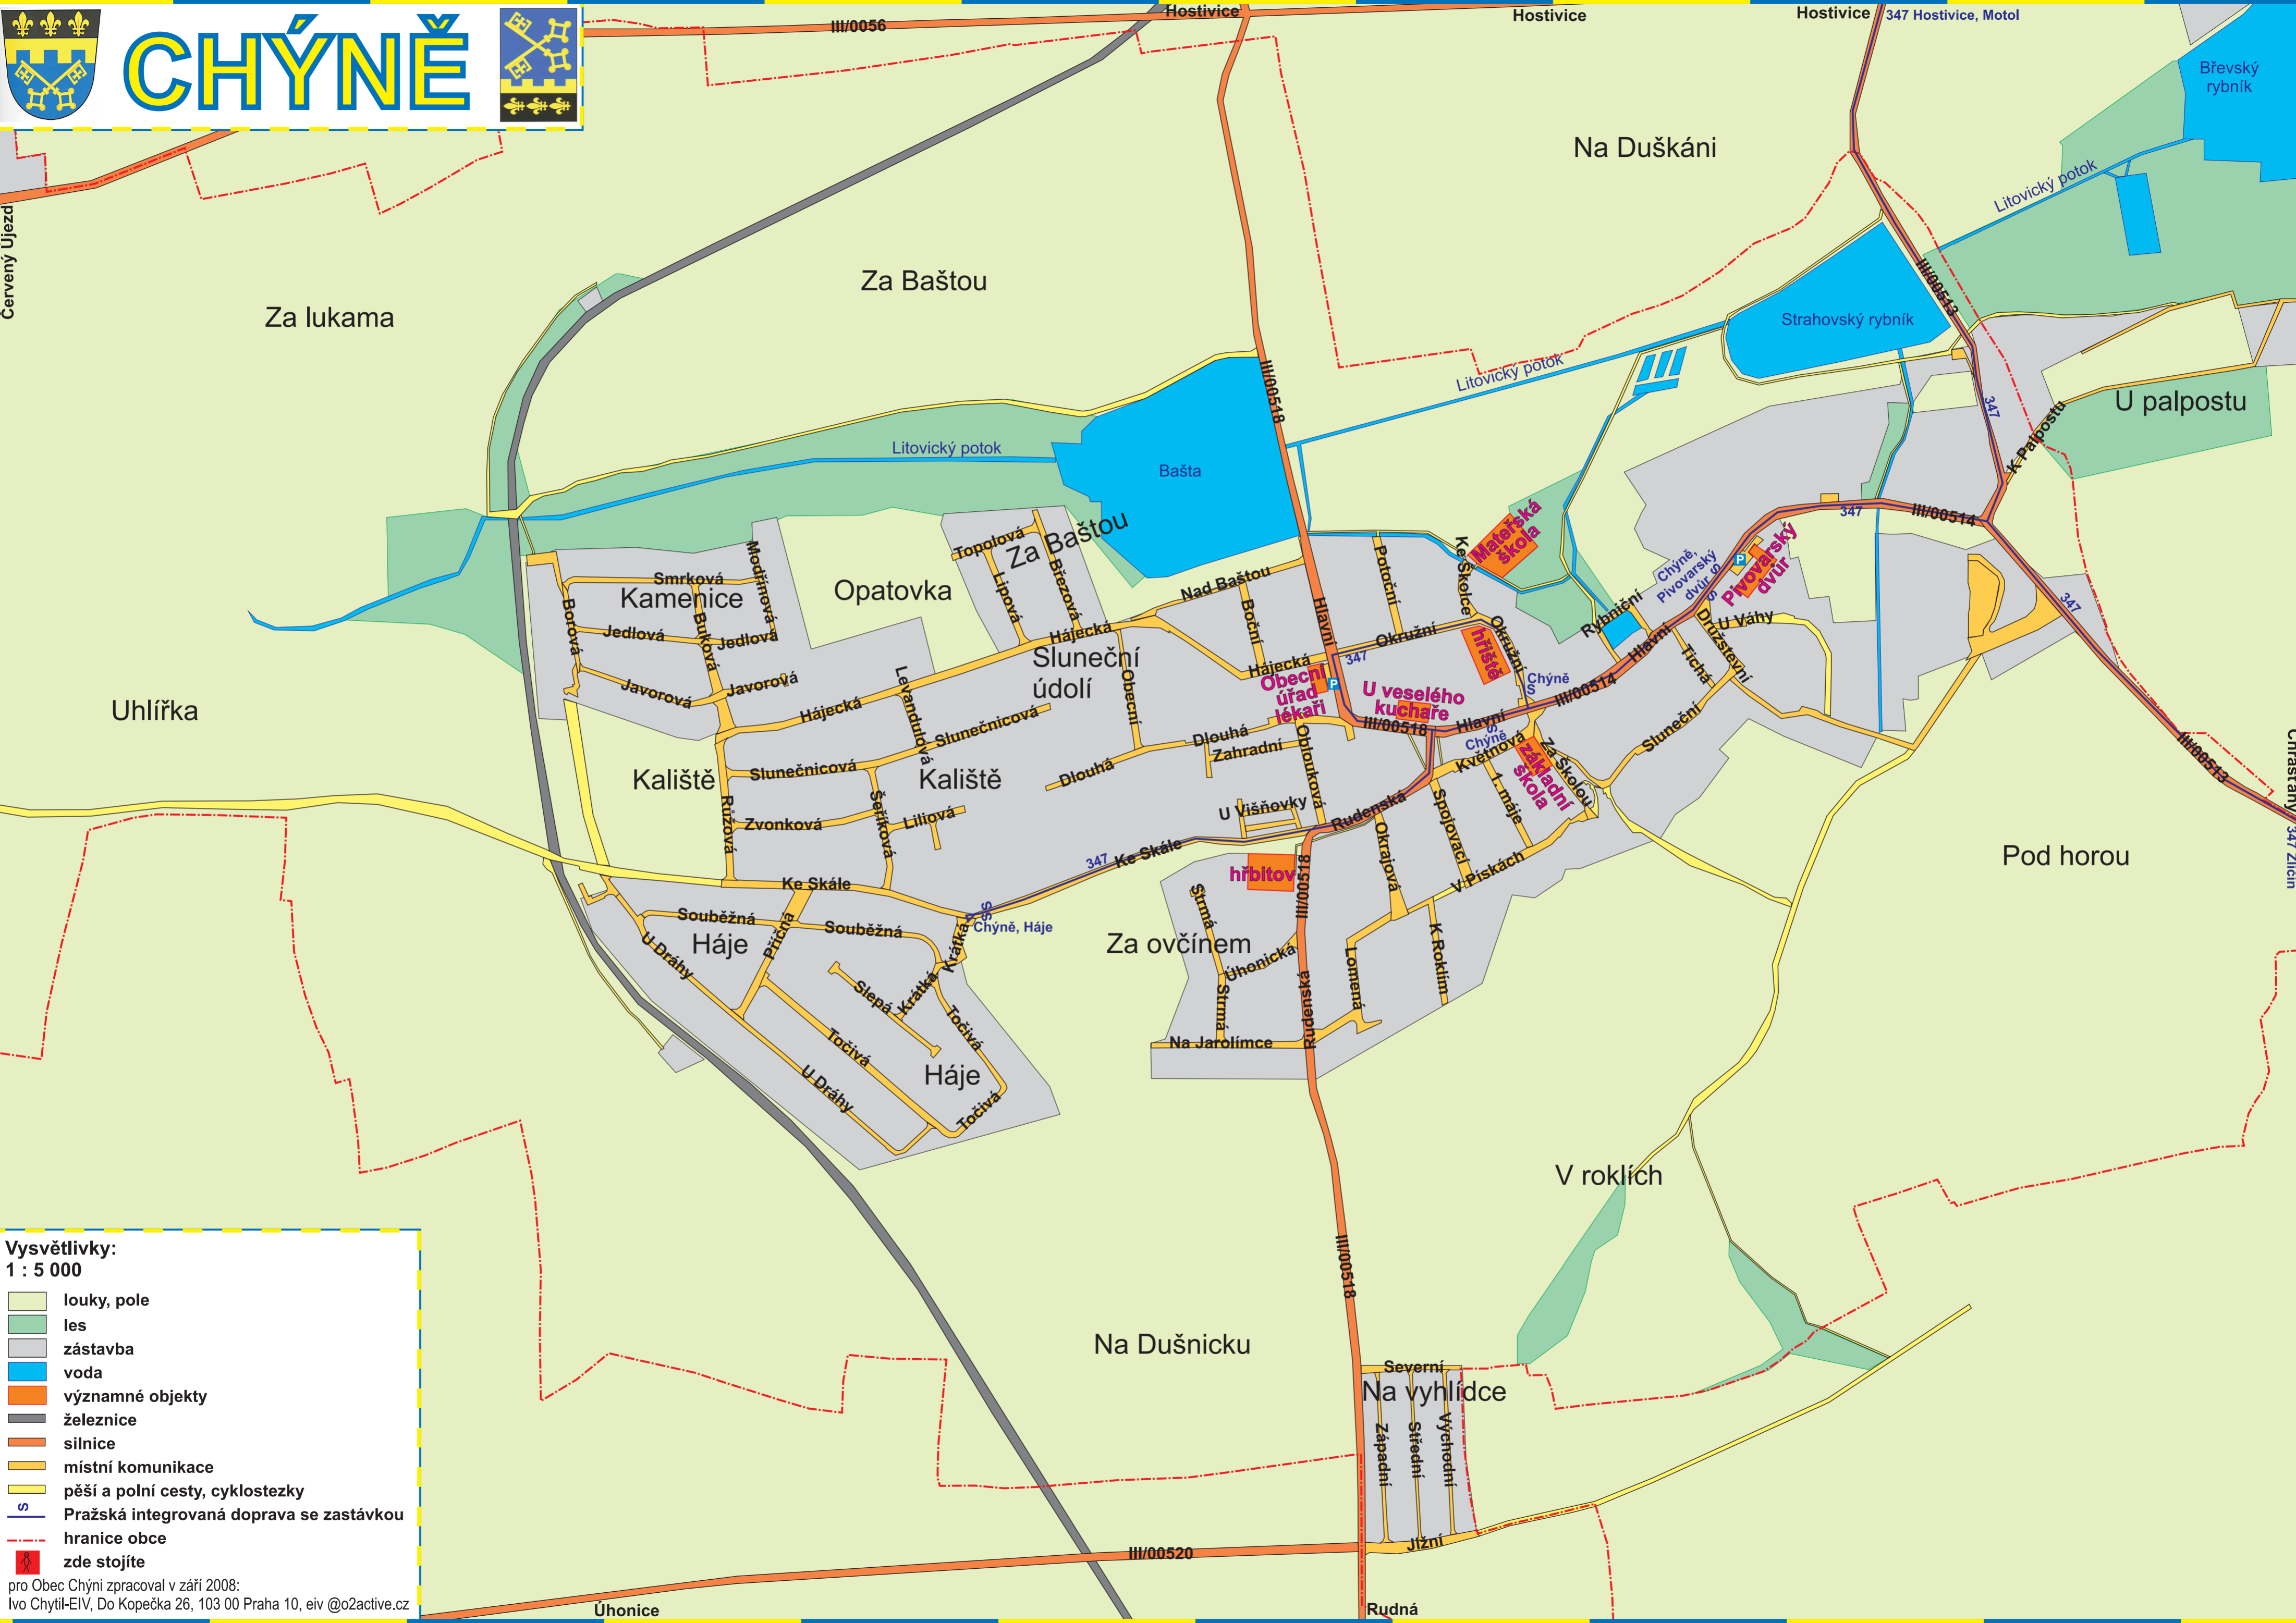 CHÝNĚ
III/0056
Hostivice
Hostivice
Hostivice
347 Hostivice, Motol
Břevský
rybník
Na Duškáni
Litovický potok
Červený Újezd
Za lukama
Za Baštou
III/00513
Strahovský rybník
Litovický potok
III/00518
347
U palpostu
K Palpostu
Litovický potok
Bašta
Mateřská
škola
347
III/00514
Za Baštou
Topolová
Lipová
Březová
Modřínová
Smrková
Kamenice
Borová
Jedlová
Buková
Jedlová
Javorová
Javorová
Opatovka
Nad Baštou
Boční
Hlavní
Potoční
Ke Školce
Okružní
Okružní
hřiště
Rybniční
Chýně,
Pivovarský
dvůr
S
S
P
Pivovarský
dvůr
Družstevní
U Váhy
Tichá
Hlavní
347
Hájecká
Sluneční
údolí
Obecní
Hájecká
Obecní
úřad
lékaři
P
347
U veselého
kuchaře
Chýně
S
III/00514
Uhlířka
Hájecká
Levandulová
Slunečnicová
Dlouhá
Zahradní
Oblouková
III/00518
Hlavní
S
Chýně
Květnová
Za Školou
základní
škola
Sluneční
III/00513
Chrášťany
347 Zličín
Kaliště
Slunečnicová
Kaliště
Dlouhá
Růžová
Zvonková
Šeříková
Liliová
U Višňovky
Rudenská
Okrajová
Spojovací
1. máje
V Pískách
Pod horou
347
Ke Skále
Ke Skále
hřbitov
III/00518
S
S
Chýně, Háje
Souběžná
Háje
Příčná
Souběžná
Krátká
U Dráhy
Slepá
Krátká
Točivá
Točivá
U Dráhy
Háje
Točivá
Za ovčínem
Strmá
Úhonická
Strmá
Na Jarolímce
Rudenská
Lomená
K Roklím
V roklích
III/00518
Na Dušnicku
Severní
Na vyhlídce
Západní
Střední
Východní
Jižní
III/00520
Úhonice
Rudná
Vysvětlivky:
1 : 5 000
louky, pole
les
zástavba
voda
významné objekty
železnice
silnice
místní komunikace
pěší a polní cesty, cyklostezky
S
Pražská integrovaná doprava se zastávkou
hranice obce
zde stojíte
pro Obec Chýni zpracoval v září 2008:
Ivo Chytil-EIV, Do Kopečka 26, 103 00 Praha 10, eiv @o2active.cz